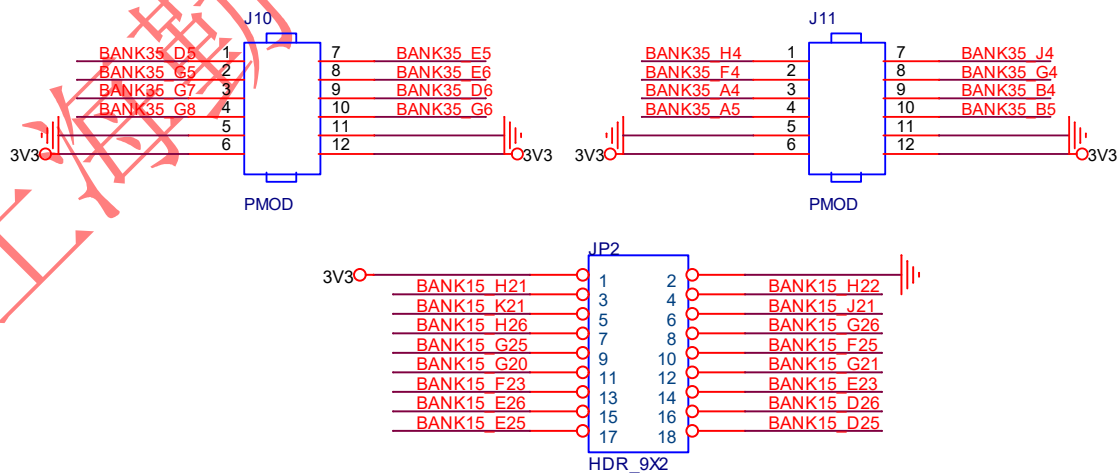 J10
BANK35_D5 1 7 BANK35_E5
BANK35_G5 2 8 BANK35_E6
BANK35_G7 3 9 BANK35_D6
BANK35_G8 4 10 BANK35_G6
5 11
3V3 6 12 3V3
PMOD
J11
BANK35_H4 1 7 BANK35_J4
BANK35_F4 2 8 BANK35_G4
BANK35_A4 3 9 BANK35_B4
BANK35_A5 4 10 BANK35_B5
5 11
3V3 6 12 3V3
PMOD
JP2
3V3 1 2
BANK15_H21 3 4 BANK15_H22
BANK15_K21 5 6 BANK15_J21
BANK15_H26 7 8 BANK15_G26
BANK15_G25 9 10 BANK15_F25
BANK15_G20 11 12 BANK15_G21
BANK15_F23 13 14 BANK15_E23
BANK15_E26 15 16 BANK15_D26
BANK15_E25 17 18 BANK15_D25
HDR_9X2